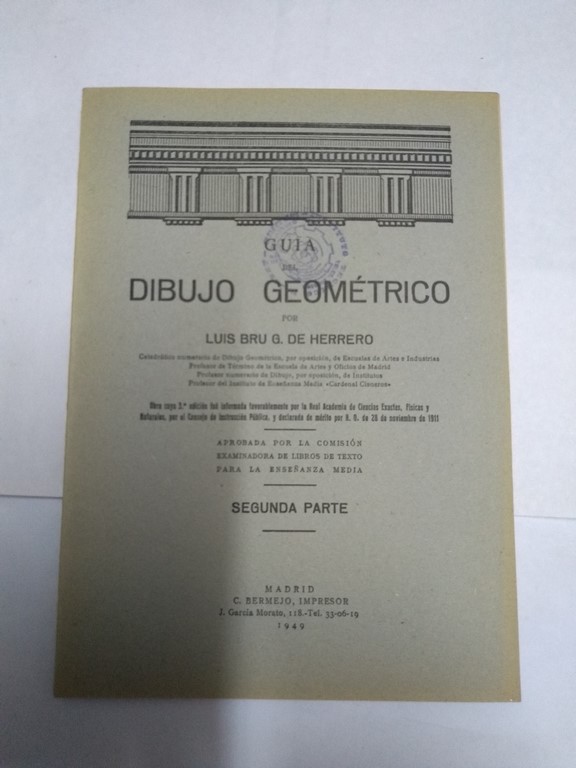 GUIA
DEL
DIBUJO GEOMÉTRICO
POR
LUIS BRU G. DE HERRERO
Catedrático numerario de Dibujo Geométrico, por oposición, de Escuelas de Artes e Industrias
Profesor de Término de la Escuela de Artes y Oficios de Madrid
Profesor numerario de Dibujo, por oposición, de Institutos
Profesor del Instituto de Enseñanza Media «Cardenal Cisneros»
Obra cuya 3.ª edición fué informada favorablemente por la Real Academia de Ciencias Exactas, Físicas y
Naturales, por el Consejo de Instrucción Pública, y declarada de mérito por R. O. de 28 de noviembre de 1911
APROBADA POR LA COMISIÓN
EXAMINADORA DE LIBROS DE TEXTO
PARA LA ENSEÑANZA MEDIA
SEGUNDA PARTE
MADRID
C. BERMEJO, IMPRESOR
J. García Morato, 118.-Tel. 33-06-19
1949